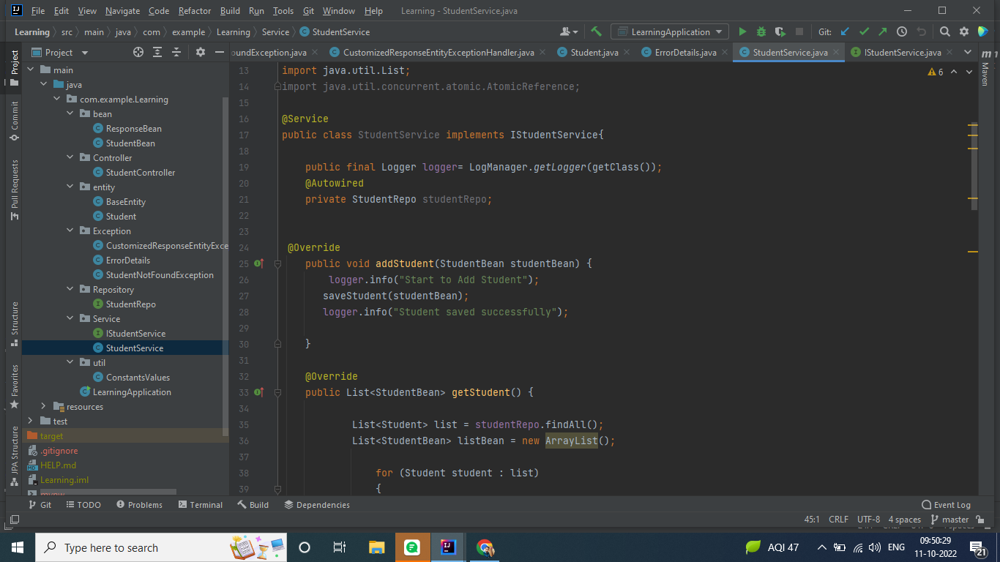 File Edit View Navigate Code Refactor Build Run Tools Git Window Help Learning - StudentService.java
Learning src main java com example Learning Service StudentService LearningApplication Git:
Project oundException.java CustomizedResponseEntityExceptionHandler.java Student.java ErrorDetails.java StudentService.java IStudentService.java
Project
Commit
Pull Requests
Structure
Favorites
JPA Structure
main
java
com.example.Learning
bean
ResponseBean
StudentBean
Controller
StudentController
entity
BaseEntity
Student
Exception
CustomizedResponseEntityExce
ErrorDetails
StudentNotFoundException
Repository
StudentRepo
Service
IStudentService
StudentService
util
ConstantsValues
LearningApplication
resources
test
target
.gitignore
HELP.md
Learning.iml
mvnw
13 import java.util.List;
14 import java.util.concurrent.atomic.AtomicReference;
15
16 @Service
17 public class StudentService implements IStudentService{
18
19 public final Logger logger= LogManager.getLogger(getClass());
20 @Autowired
21 private StudentRepo studentRepo;
22
23
24 @Override
25 public void addStudent(StudentBean studentBean) {
26 logger.info("Start to Add Student");
27 saveStudent(studentBean);
28 logger.info("Student saved successfully");
29
30 }
31
32 @Override
33 public List<StudentBean> getStudent() {
34
35 List<Student> list = studentRepo.findAll();
36 List<StudentBean> listBean = new ArrayList();
37
38 for (Student student : list)
39 {
6
m
Maven
Git TODO Problems Terminal Build Dependencies Event Log
45:1 CRLF UTF-8 4 spaces master
Type here to search AQI 47 ENG 09:50:29
11-10-2022
21